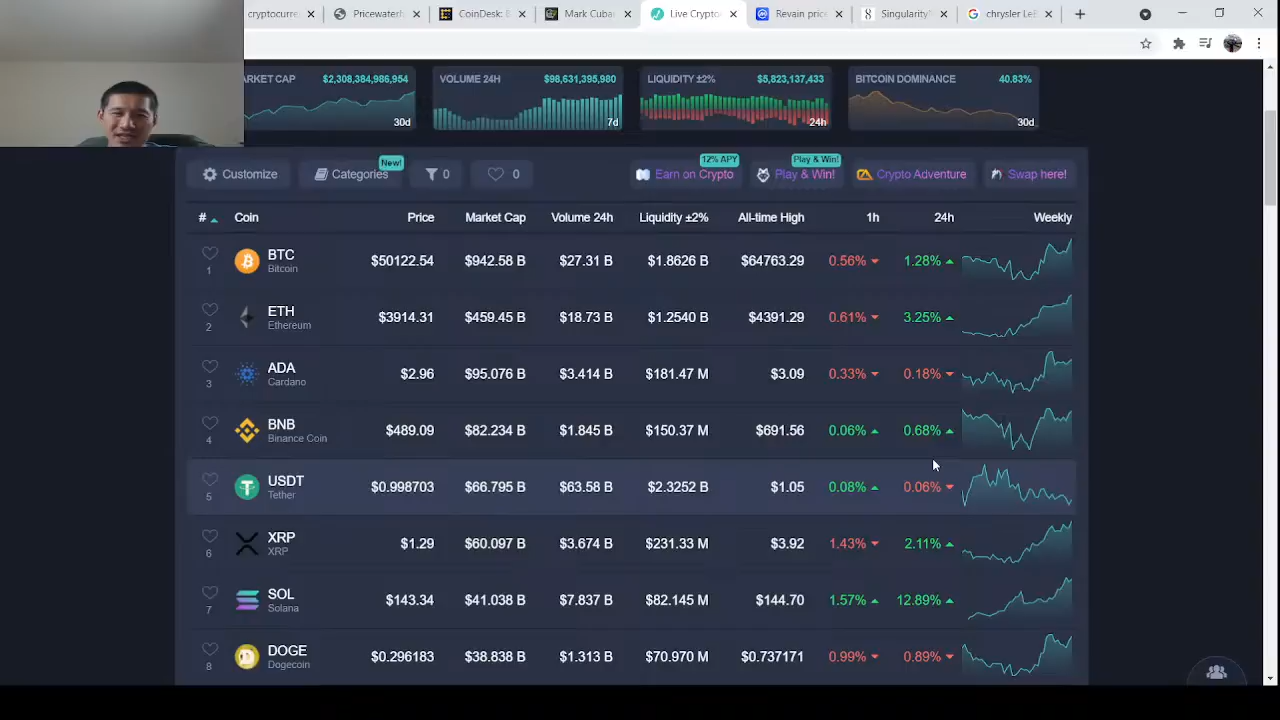 cryptocurre
Pricewaterh
CoinDesk: B
Mark Cuba
Live Crypto
Revain pric
SingularityN
chrysler LeB
ARKET CAP $2,308,384,986,954
30d
VOLUME 24H $98,631,395,980
7d
LIQUIDITY ±2% $5,823,137,433
24h
BITCOIN DOMINANCE 40.83%
30d
Customize
Categories New!
0
0
Earn on Crypto 12% APY
Play & Win! Play & Win!
Crypto Adventure
Swap here!
# Coin Price Market Cap Volume 24h Liquidity ±2% All-time High 1h 24h Weekly
1 BTC Bitcoin $50122.54 $942.58 B $27.31 B $1.8626 B $64763.29 0.56% 1.28%
2 ETH Ethereum $3914.31 $459.45 B $18.73 B $1.2540 B $4391.29 0.61% 3.25%
3 ADA Cardano $2.96 $95.076 B $3.414 B $181.47 M $3.09 0.33% 0.18%
4 BNB Binance Coin $489.09 $82.234 B $1.845 B $150.37 M $691.56 0.06% 0.68%
5 USDT Tether $0.998703 $66.795 B $63.58 B $2.3252 B $1.05 0.08% 0.06%
6 XRP XRP $1.29 $60.097 B $3.674 B $231.33 M $3.92 1.43% 2.11%
7 SOL Solana $143.34 $41.038 B $7.837 B $82.145 M $144.70 1.57% 12.89%
8 DOGE Dogecoin $0.296183 $38.838 B $1.313 B $70.970 M $0.737171 0.99% 0.89%